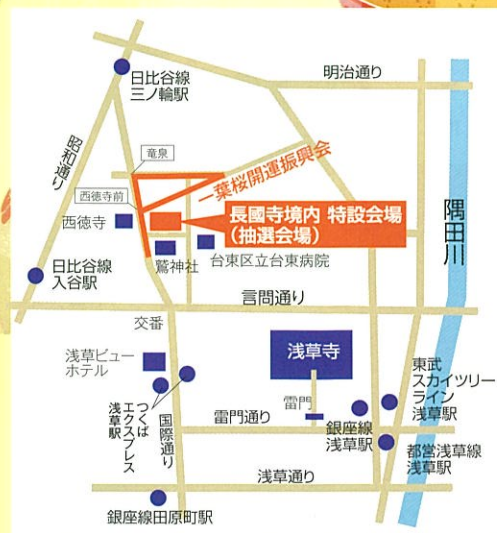 日比谷線
三ノ輪駅
明治通り
昭和通り
竜泉
一葉桜開運振興会
西徳寺前
西徳寺
長國寺境内 特設会場
(抽選会場)
隅田川
鷲神社
台東区立台東病院
日比谷線
入谷駅
言問通り
交番
浅草ビュー
ホテル
浅草寺
東武
スカイツリー
ライン
浅草駅
つくば
エクスプレス
浅草駅
国際通り
雷門
雷門通り
銀座線
浅草駅
都営浅草線
浅草駅
浅草通り
銀座線田原町駅